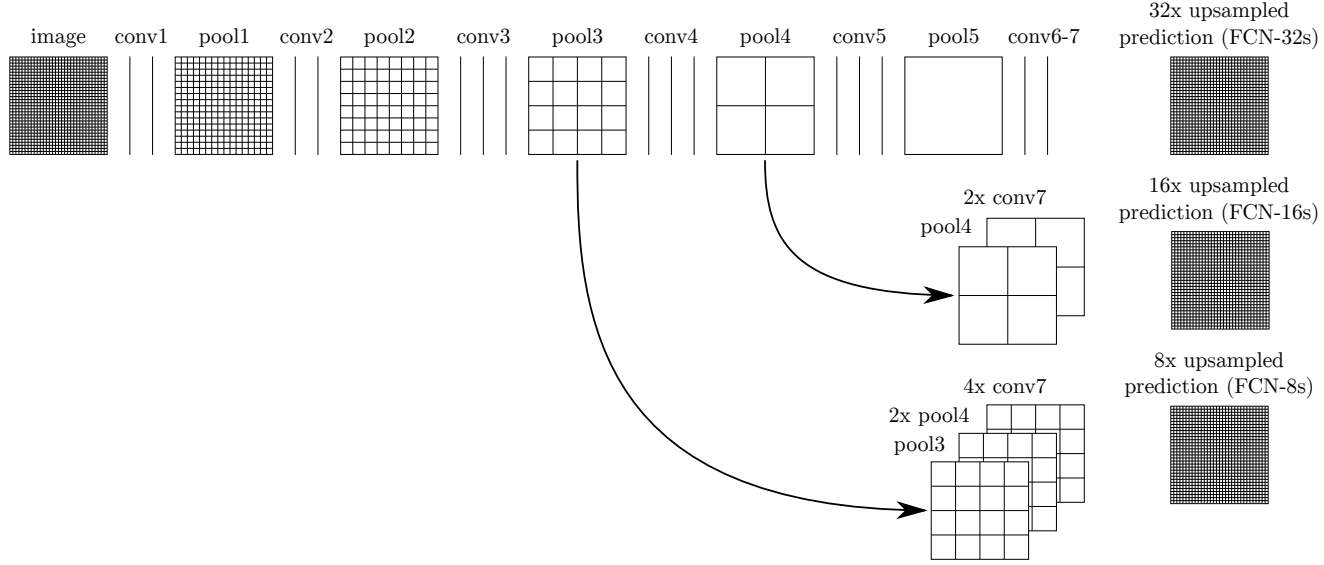 image
conv1
pool1
conv2
pool2
conv3
pool3
conv4
pool4
conv5
pool5
conv6-7
32x upsampled
prediction (FCN-32s)
2x conv7
pool4
16x upsampled
prediction (FCN-16s)
4x conv7
2x pool4
pool3
8x upsampled
prediction (FCN-8s)